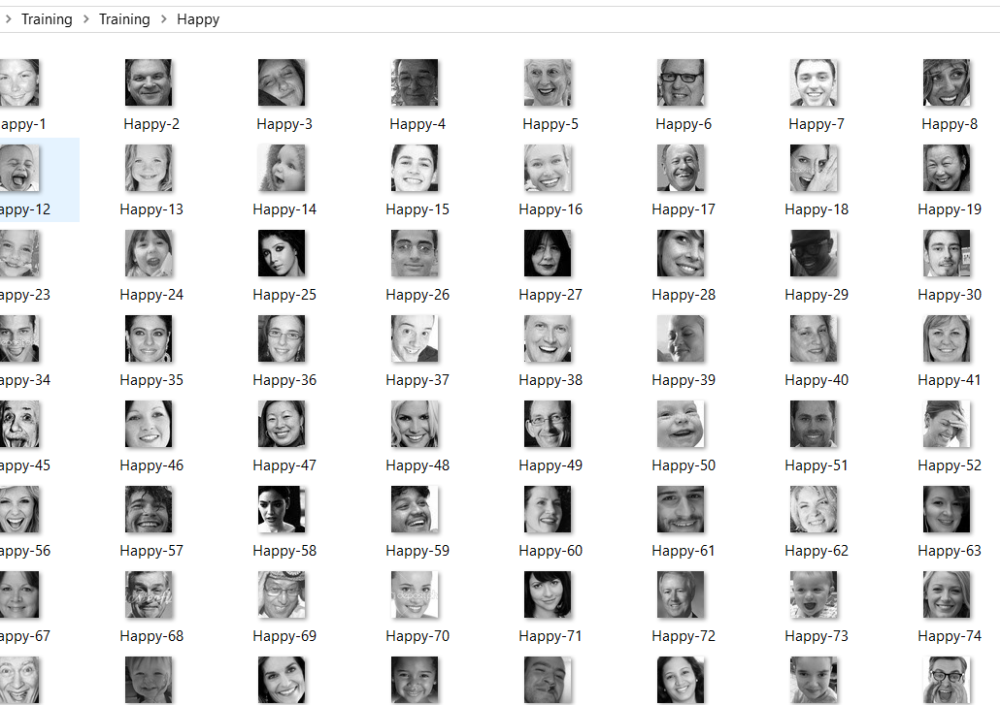 Training > Training > Happy
appy-1 Happy-2 Happy-3 Happy-4 Happy-5 Happy-6 Happy-7 Happy-8
appy-12 Happy-13 Happy-14 Happy-15 Happy-16 Happy-17 Happy-18 Happy-19
appy-23 Happy-24 Happy-25 Happy-26 Happy-27 Happy-28 Happy-29 Happy-30
appy-34 Happy-35 Happy-36 Happy-37 Happy-38 Happy-39 Happy-40 Happy-41
appy-45 Happy-46 Happy-47 Happy-48 Happy-49 Happy-50 Happy-51 Happy-52
appy-56 Happy-57 Happy-58 Happy-59 Happy-60 Happy-61 Happy-62 Happy-63
appy-67 Happy-68 Happy-69 Happy-70 Happy-71 Happy-72 Happy-73 Happy-74